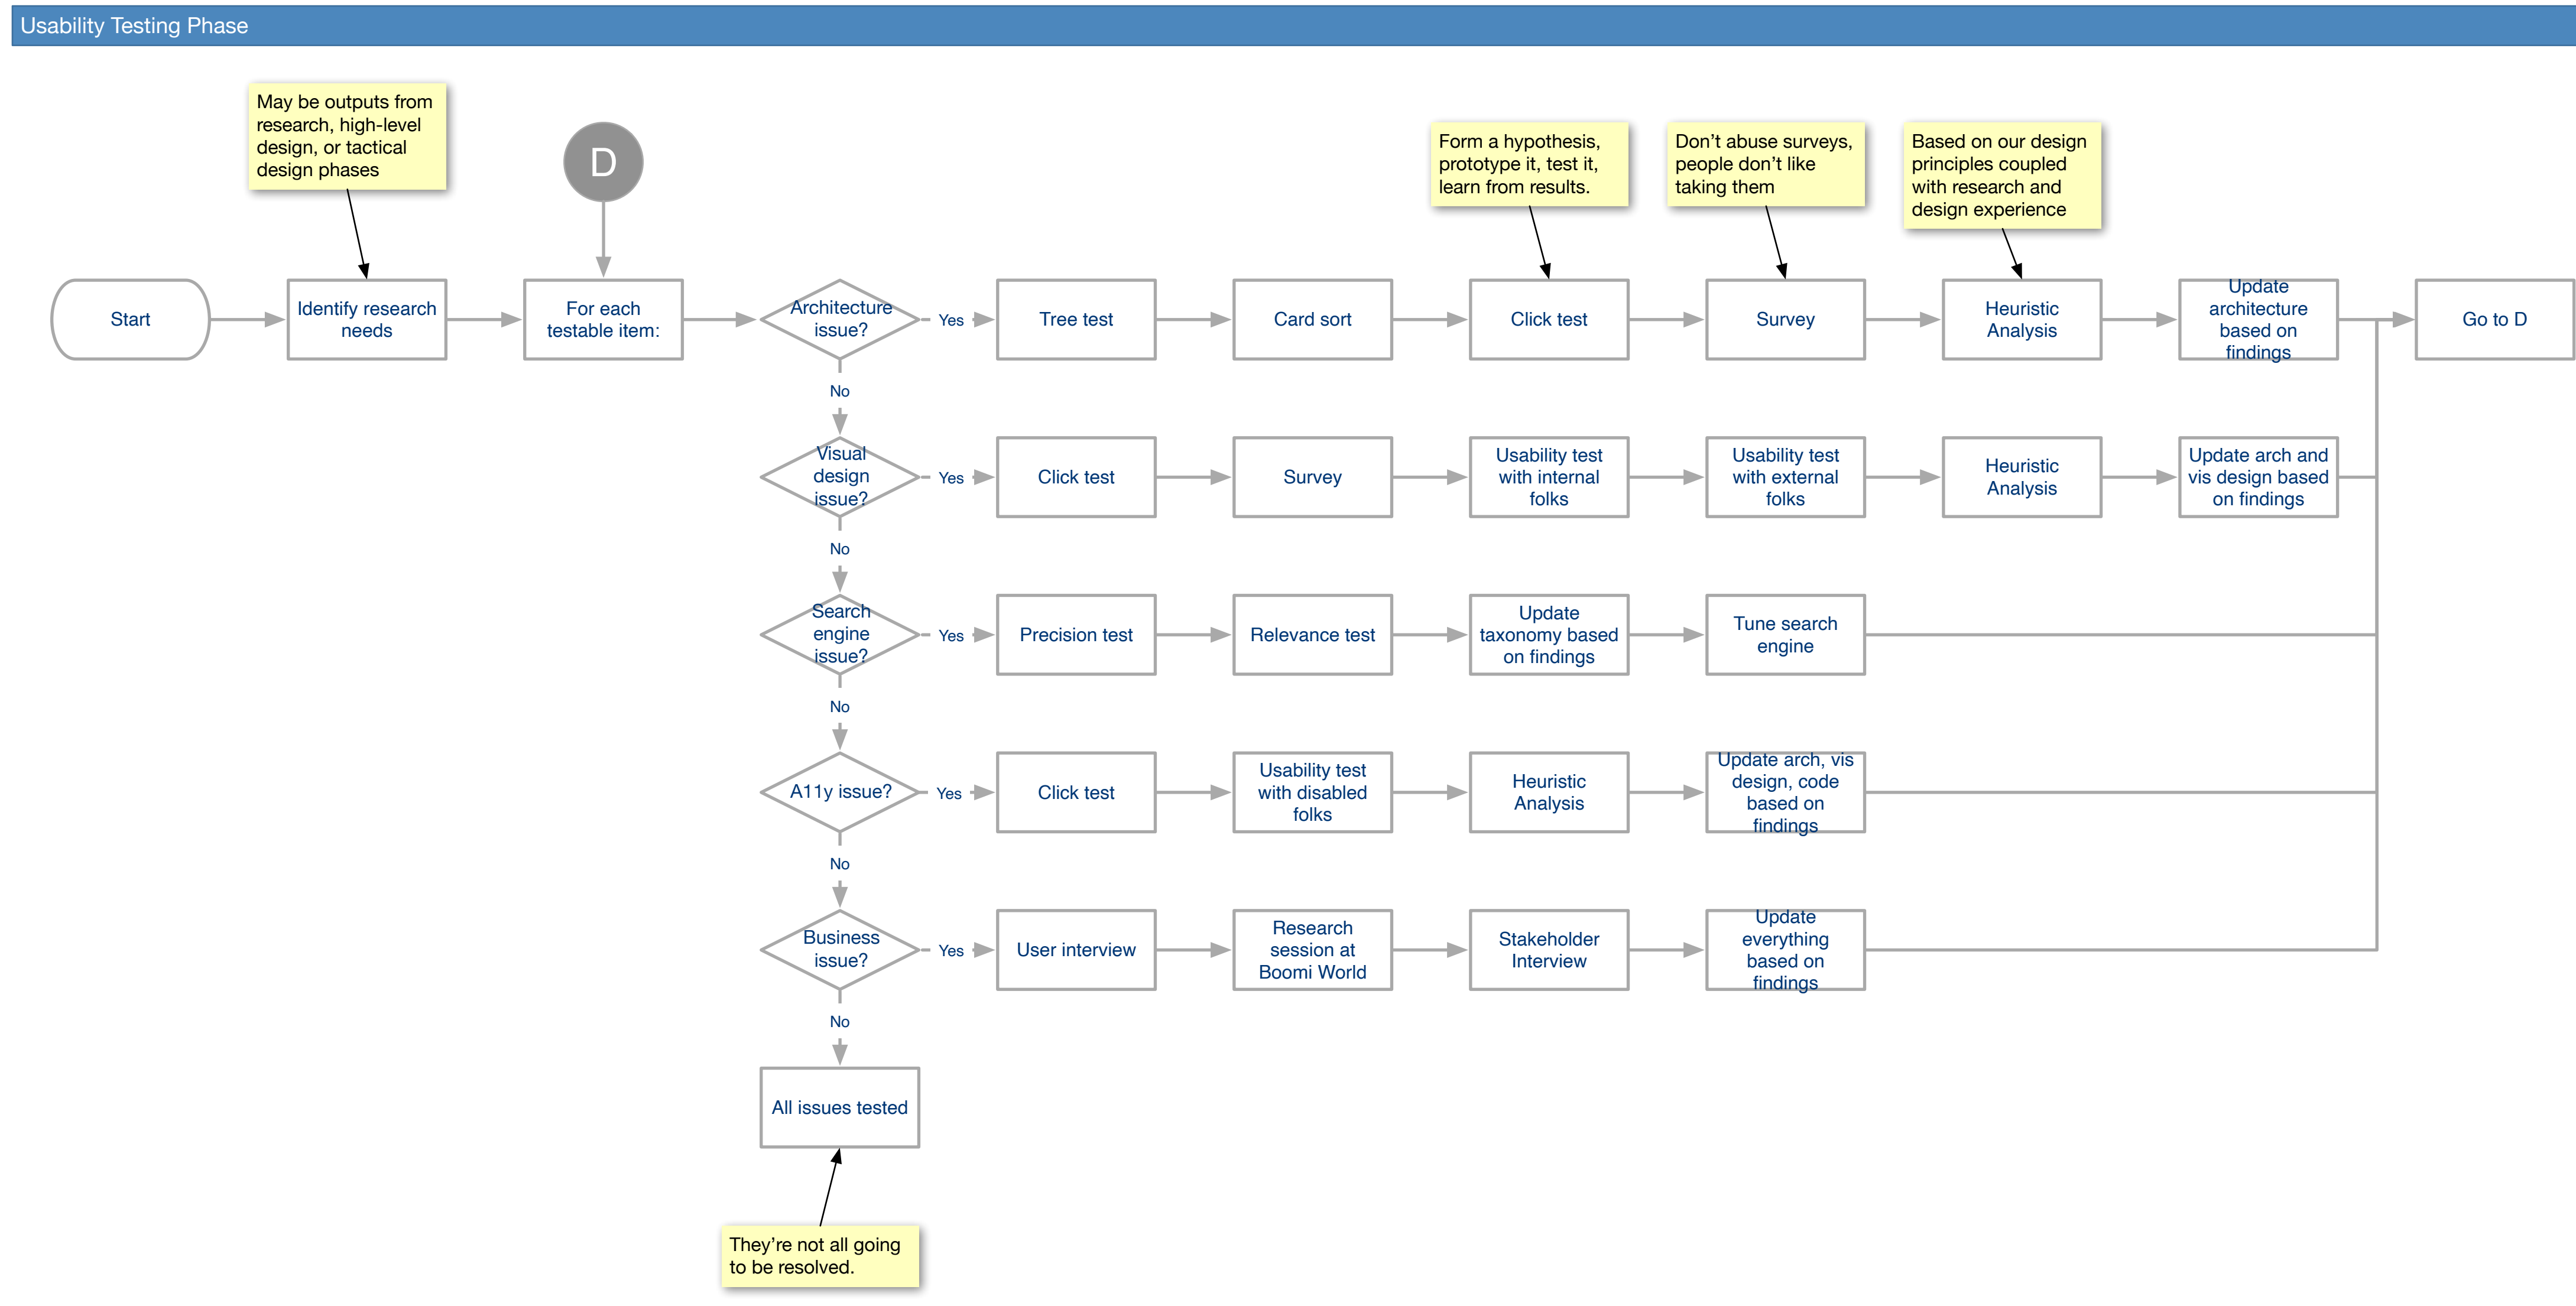 Usability Testing Phase
May be outputs from
research, high-level
design, or tactical
design phases
D
Form a hypothesis,
prototype it, test it,
learn from results.
Don’t abuse surveys,
people don’t like
taking them
Based on our design
principles coupled
with research and
design experience
Start
Identify research
needs
For each
testable item:
Architecture
issue?
Yes
Tree test
Card sort
Click test
Survey
Heuristic
Analysis
Update
architecture
based on
findings
Go to D
No
Visual
design
issue?
Yes
Click test
Survey
Usability test
with internal
folks
Usability test
with external
folks
Heuristic
Analysis
Update arch and
vis design based
on findings
No
Search
engine
issue?
Yes
Precision test
Relevance test
Update
taxonomy based
on findings
Tune search
engine
No
A11y issue?
Yes
Click test
Usability test
with disabled
folks
Heuristic
Analysis
Update arch, vis
design, code
based on
findings
No
Business
issue?
Yes
User interview
Research
session at
Boomi World
Stakeholder
Interview
Update
everything
based on
findings
No
All issues tested
They’re not all going
to be resolved.